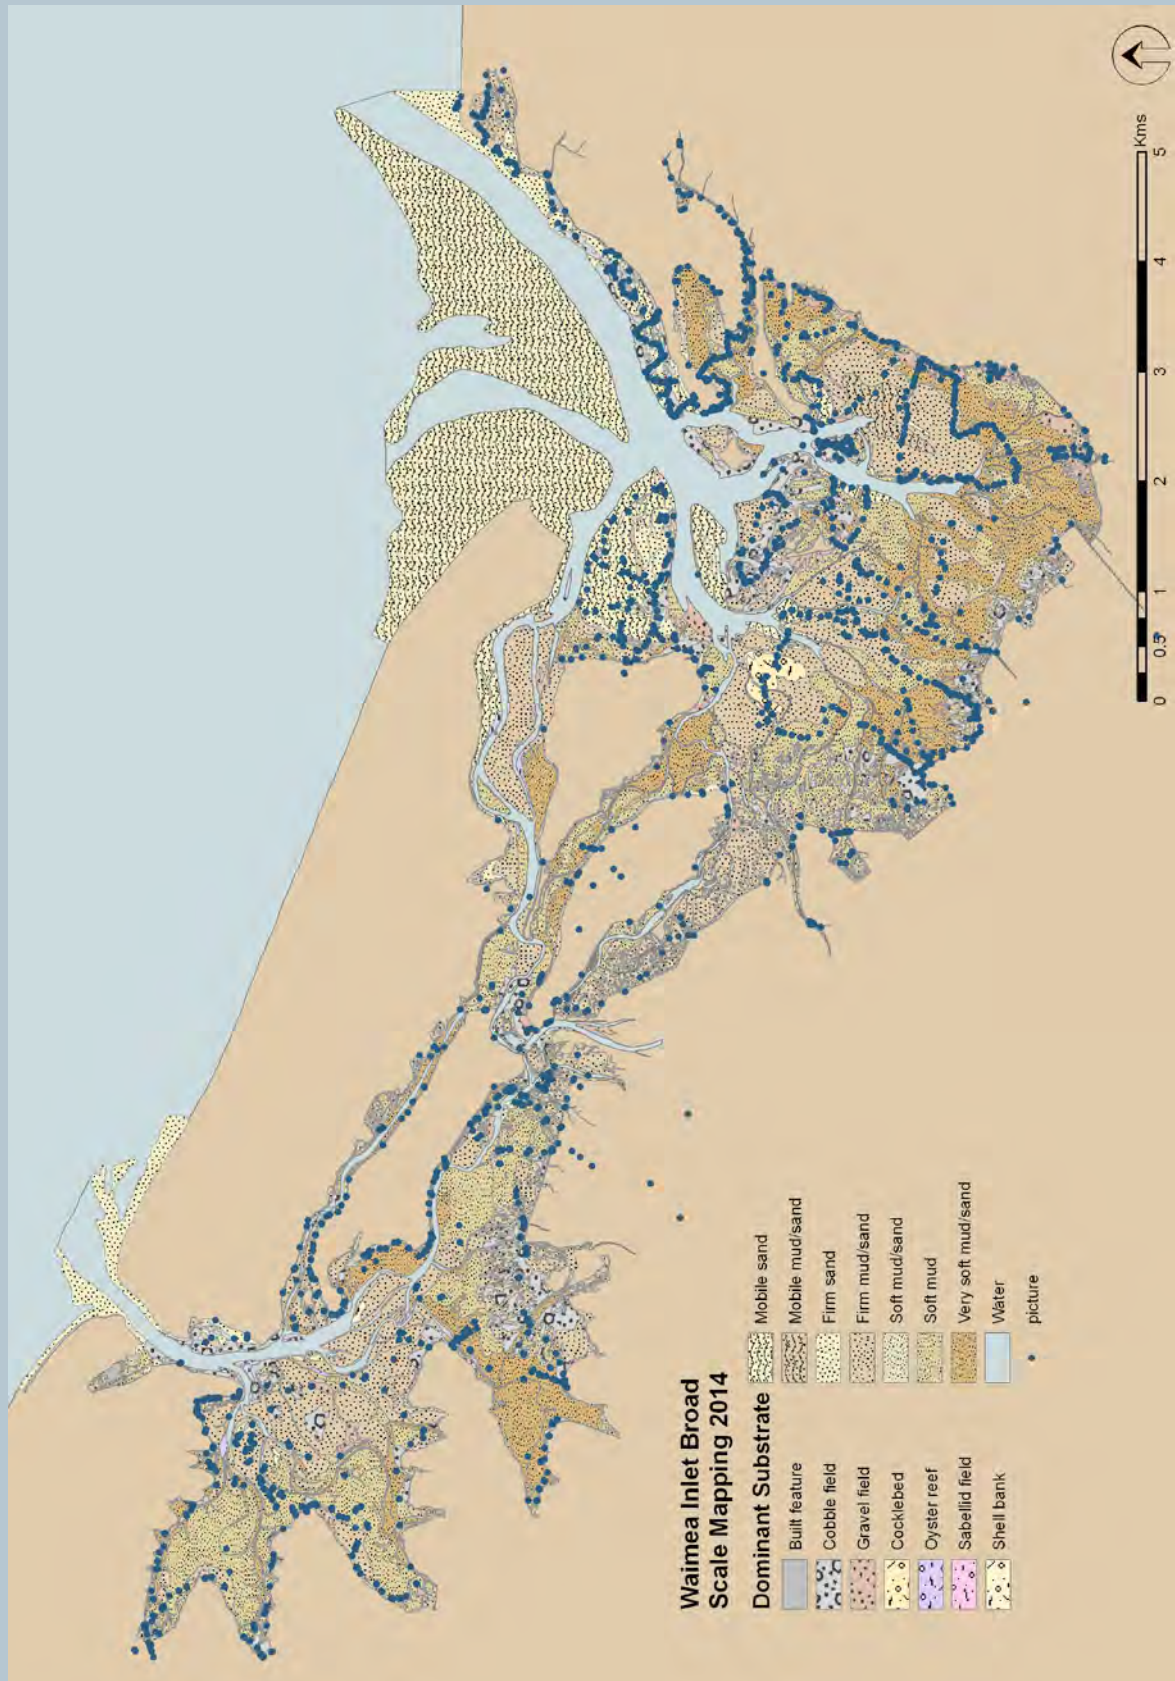 Waimea Inlet Broad
Scale Mapping 2014
Dominant Substrate
Built feature
Cobble field
Gravel field
Cocklebed
Oyster reef
Sabellid field
Shell bank
Mobile sand
Mobile mud/sand
Firm sand
Firm mud/sand
Soft mud/sand
Soft mud
Very soft mud/sand
Water
picture
0 0.5 1 2 3 4 5
Kms